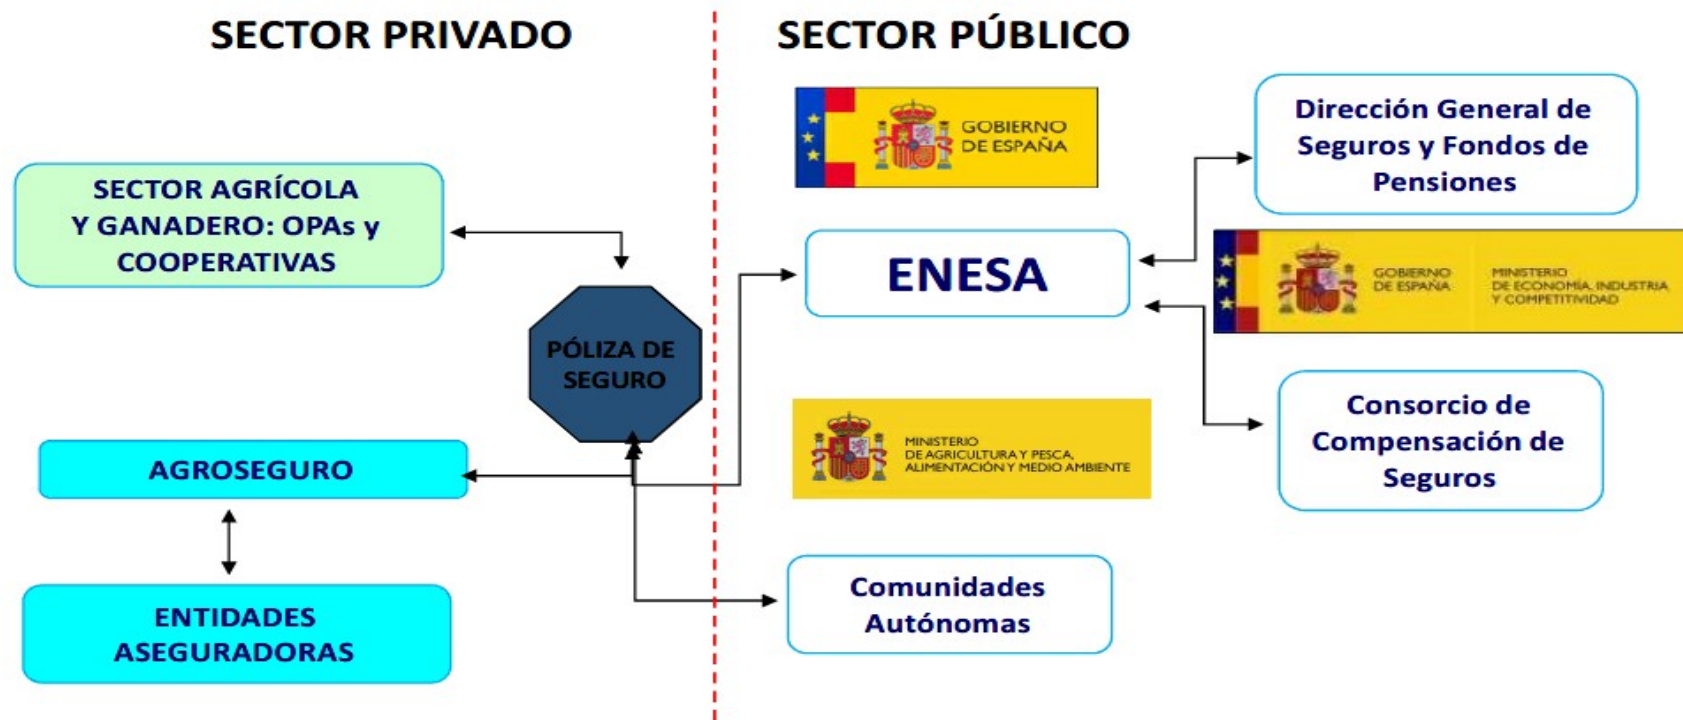 SECTOR PRIVADO
SECTOR PÚBLICO
GOBIERNO
DE ESPAÑA
Dirección General de
Seguros y Fondos de
Pensiones
SECTOR AGRÍCOLA
Y GANADERO: OPAs y
COOPERATIVAS
ENESA
GOBIERNO
DE ESPAÑA
MINISTERIO
DE ECONOMÍA, INDUSTRIA
Y COMPETITIVIDAD
PÓLIZA DE
SEGURO
Consorcio de
Compensación de
Seguros
MINISTERIO
DE AGRICULTURA Y PESCA,
ALIMENTACIÓN Y MEDIO AMBIENTE
AGROSEGURO
Comunidades
Autónomas
ENTIDADES
ASEGURADORAS